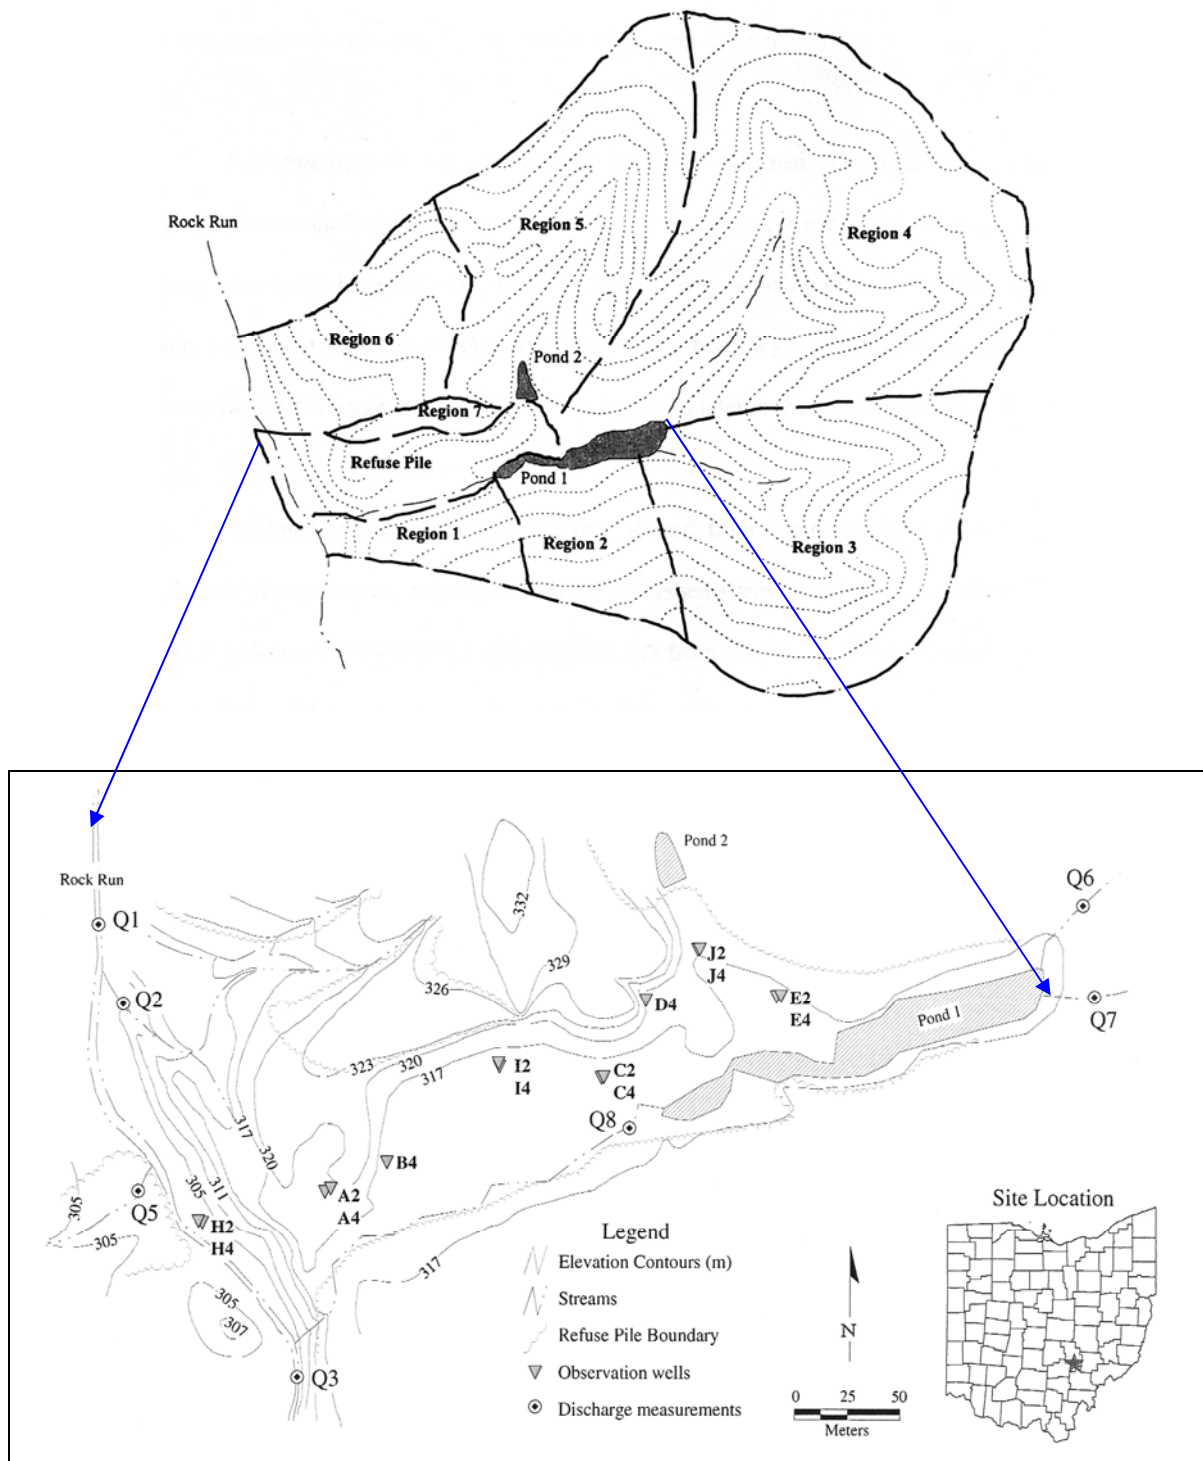 Rock Run
Region 5
Region 4
Region 6
Pond 2
Region 7
Refuse Pile
Pond 1
Region 1
Region 2
Region 3
Pond 2
Rock Run
Q1
Q6
332
J2
J4
329
326
Q2
D4
E2
E4
Pond 1
Q7
323
320
317
I2
I4
C2
C4
Q8
317
320
B4
305
311
A2
A4
305
Q5
305
H2
H4
317
305
307
Q3
Legend
Elevation Contours (m)
Streams
Refuse Pile Boundary
Observation wells
Discharge measurements
N
0 25 50
Meters
Site Location